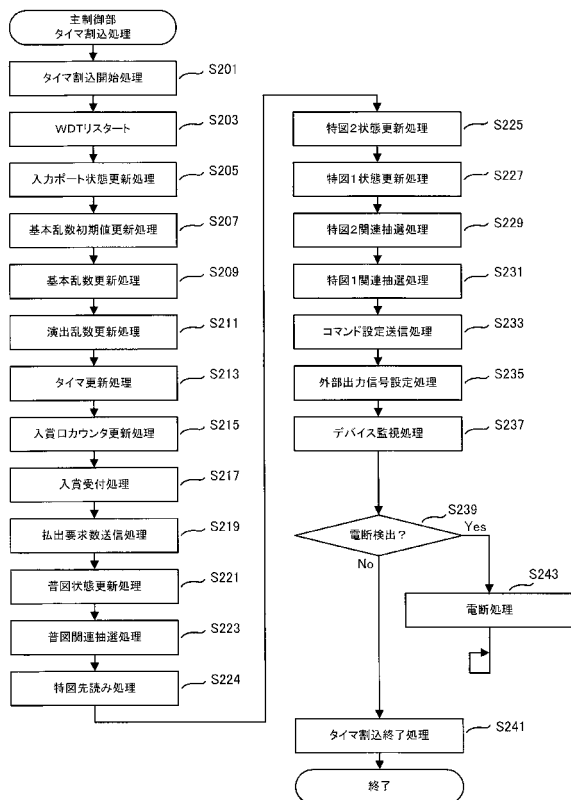 主制御部
タイマ割込処理
タイマ割込開始処理
S201
WDTリスタート
S203
入力ポート状態更新処理
S205
基本乱数初期値更新処理
S207
基本乱数更新処理
S209
演出乱数更新処理
S211
タイマ更新処理
S213
入賞口カウンタ更新処理
S215
入賞受付処理
S217
払出要求数送信処理
S219
普図状態更新処理
S221
普図関連抽選処理
S223
特図先読み処理
S224
特図2状態更新処理
S225
特図1状態更新処理
S227
特図2関連抽選処理
S229
特図1関連抽選処理
S231
コマンド設定送信処理
S233
外部出力信号設定処理
S235
デバイス監視処理
S237
電断検出?
S239
Yes
No
S243
電断処理
タイマ割込終了処理
S241
終了